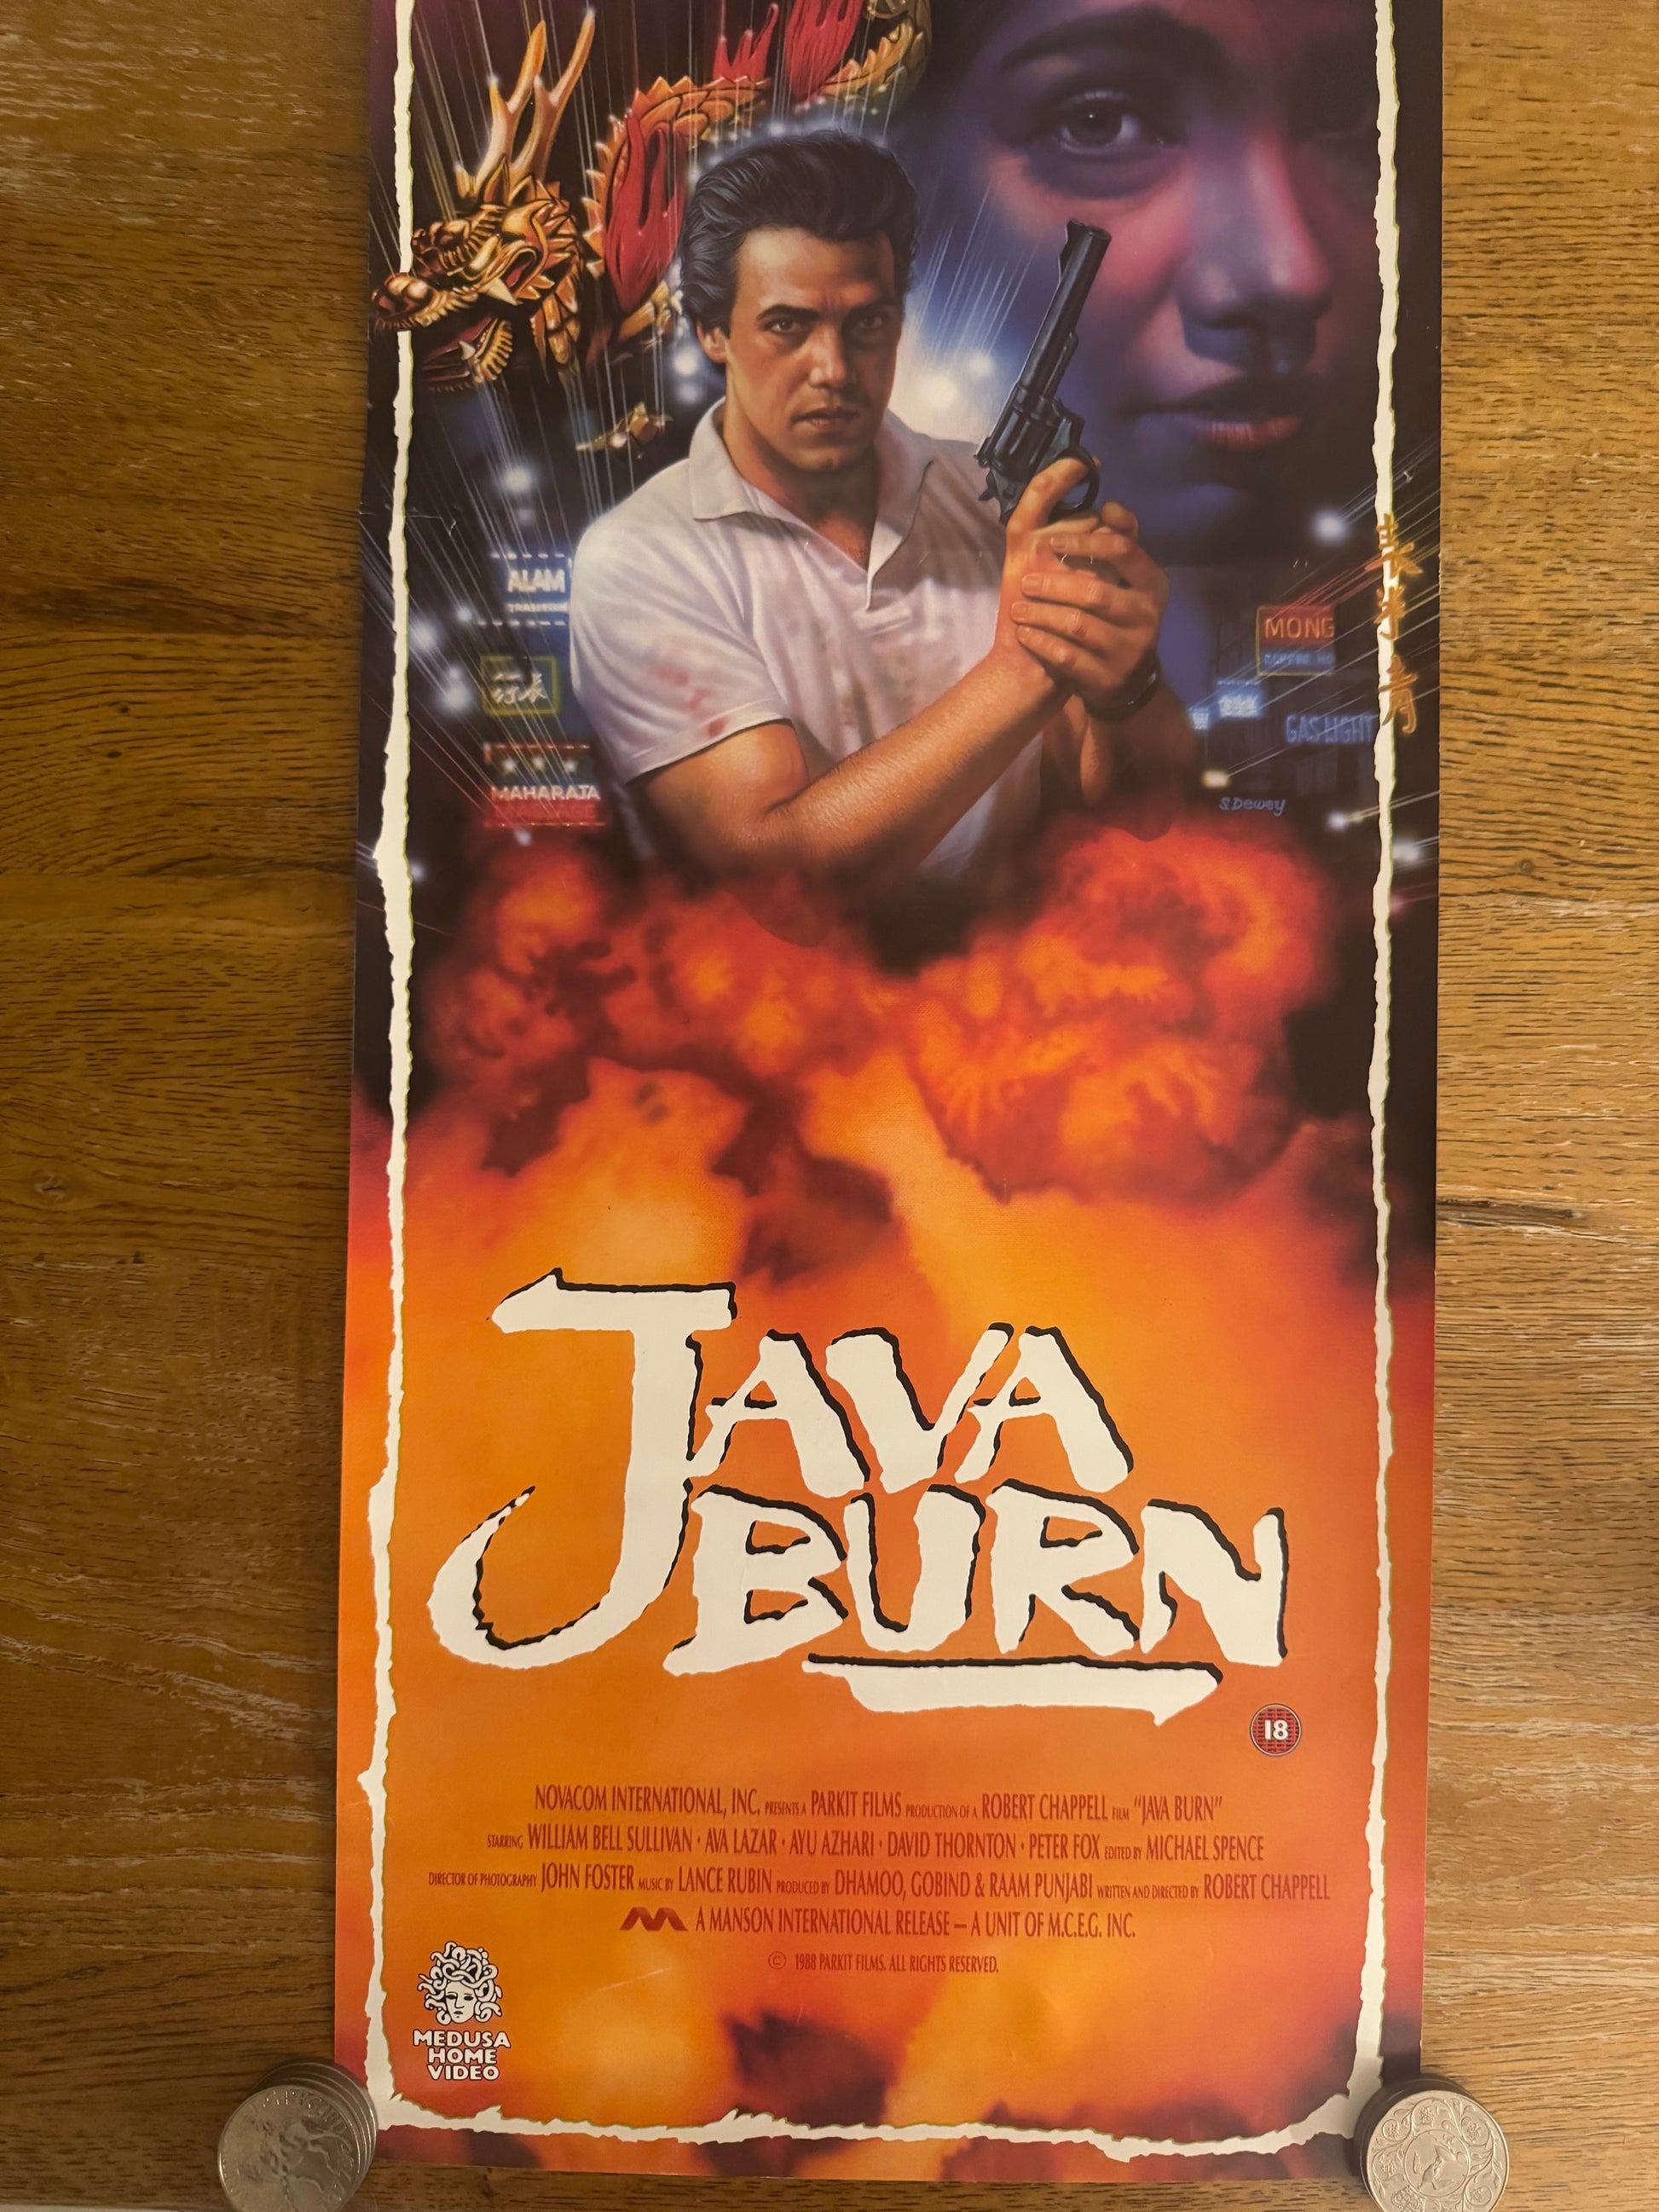 ALAM
MONG
GAS LIGHT
MAHARAJA
S.Dewey
JAVA
BURN
18
NOVACOM INTERNATIONAL, INC. PRESENTS A PARKIT FILMS PRODUCTION OF A ROBERT CHAPPELL FILM "JAVA BURN"
STARRING WILLIAM BELL SULLIVAN · AVA LAZAR · AYU AZHARI · DAVID THORNTON · PETER FOX EDITED BY MICHAEL SPENCE
DIRECTOR OF PHOTOGRAPHY JOHN FOSTER MUSIC BY LANCE RUBIN PRODUCED BY DHAMOO, GOBIND & RAAM PUNJABI WRITTEN AND DIRECTED BY ROBERT CHAPPELL
A MANSON INTERNATIONAL RELEASE — A UNIT OF M.C.E.G. INC.
© 1988 PARKIT FILMS. ALL RIGHTS RESERVED.
MEDUSA
HOME
VIDEO